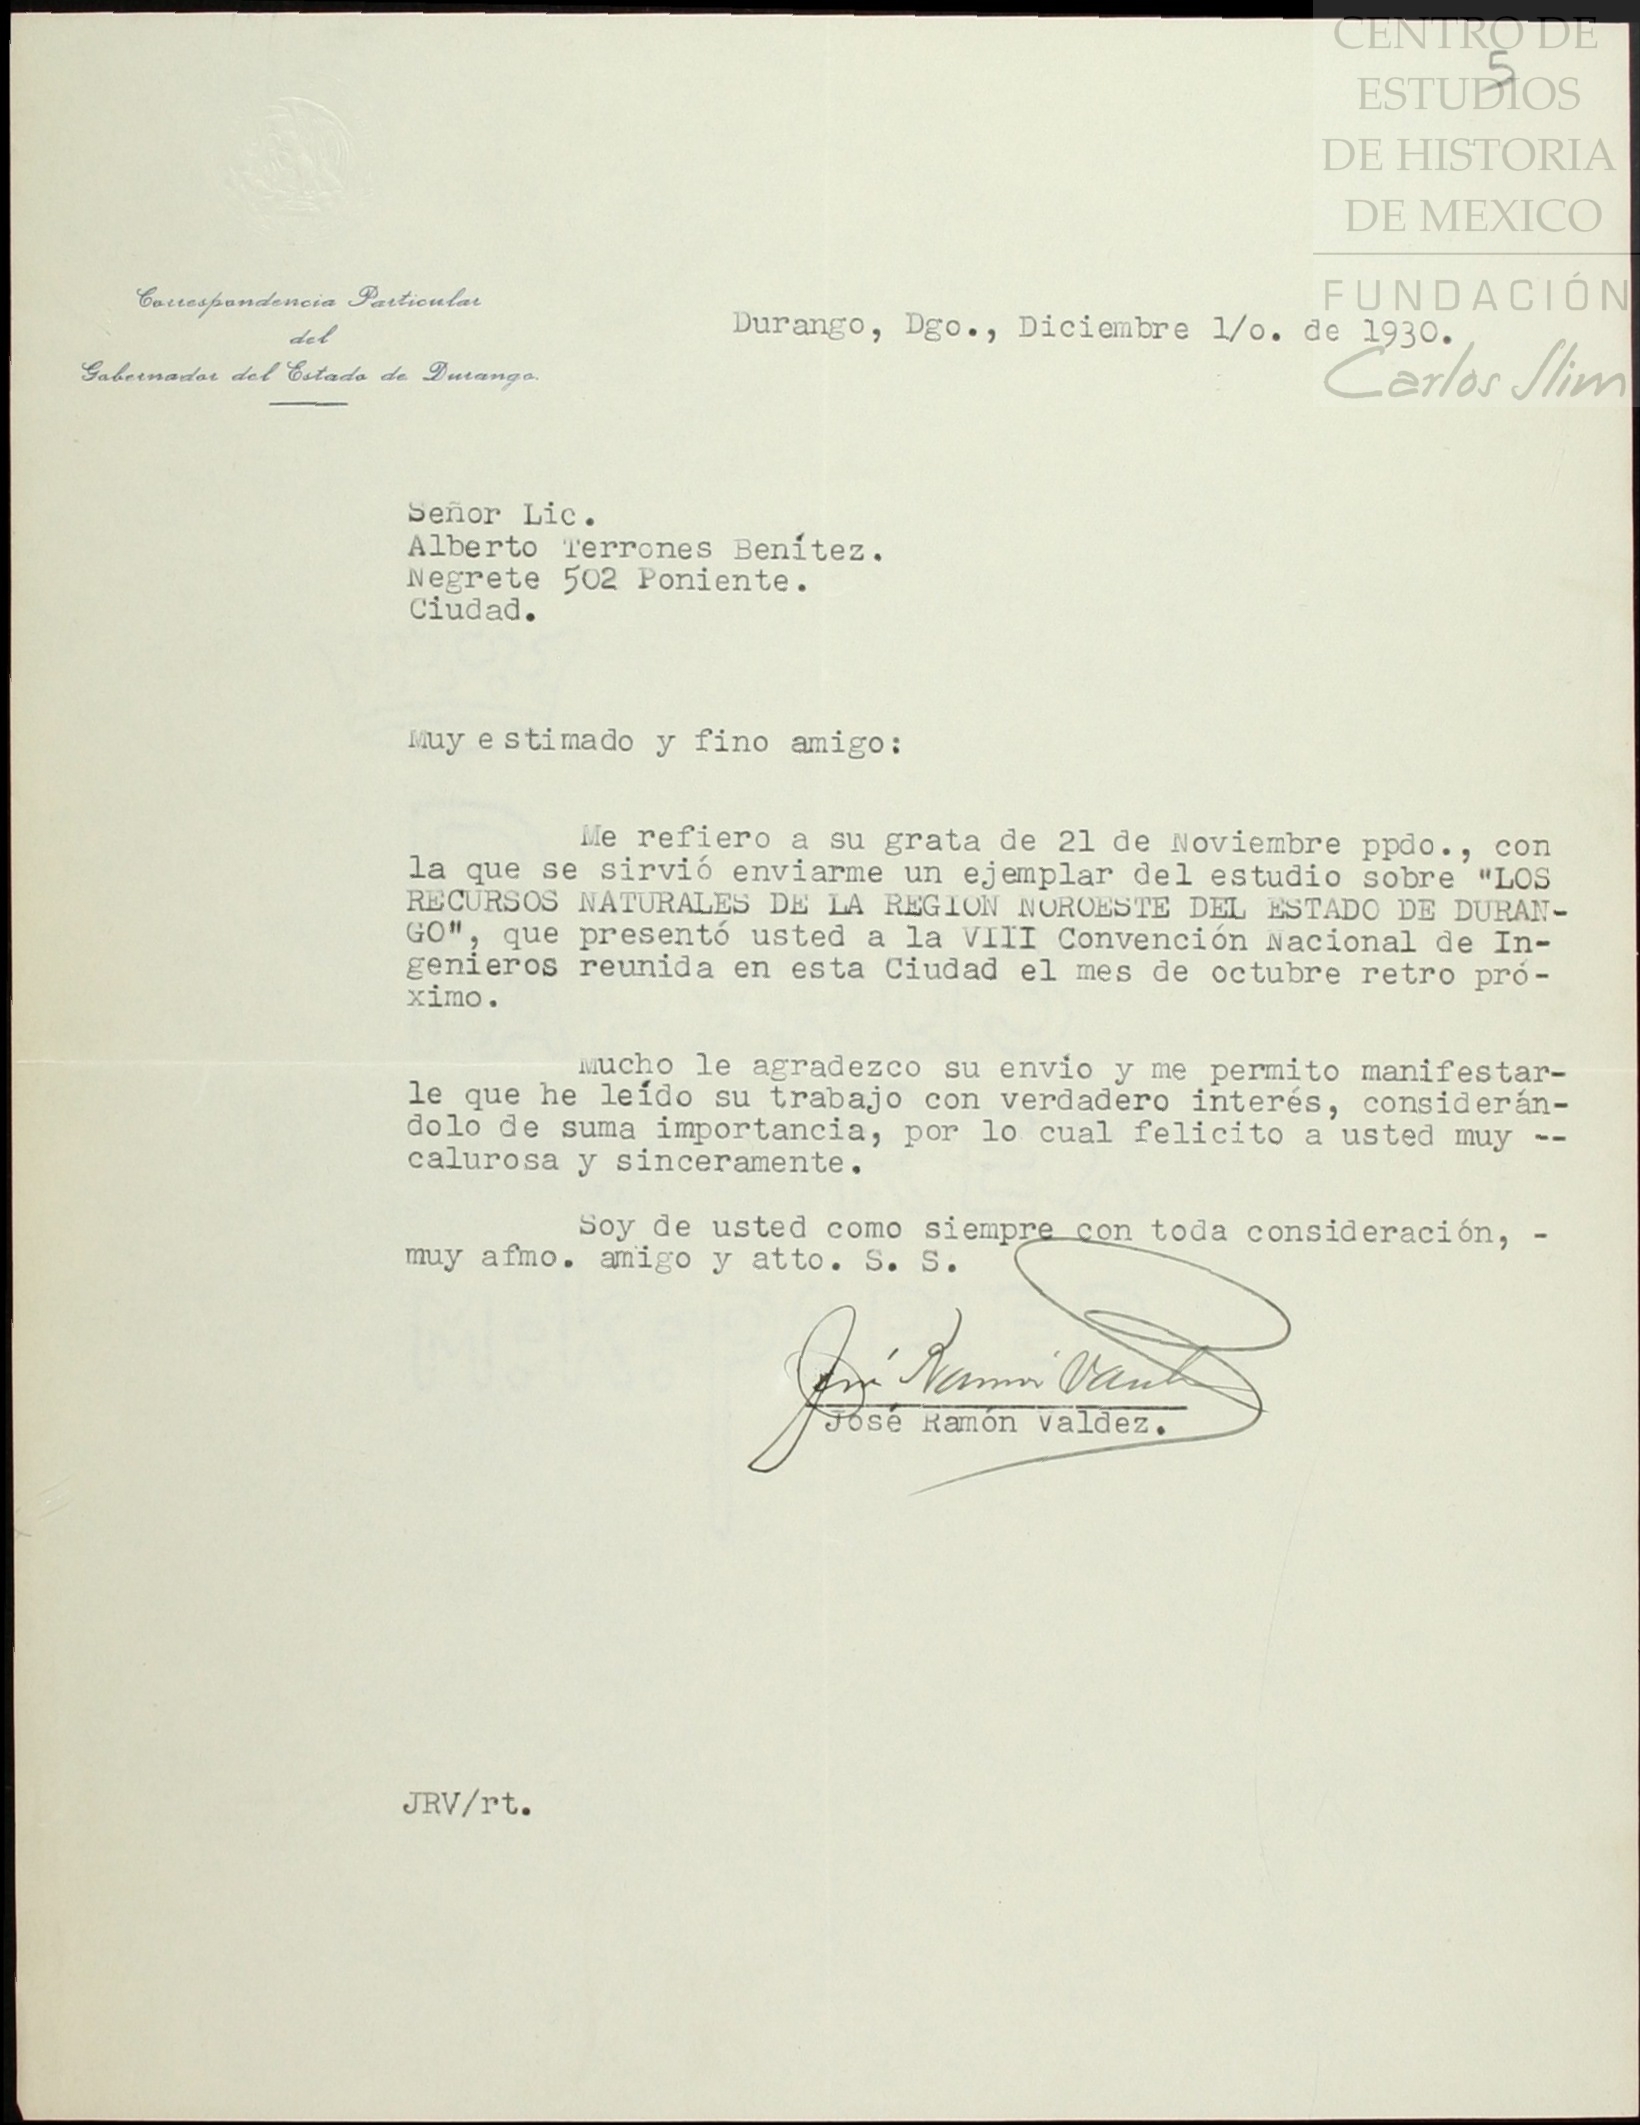 CENTRO DE
ESTUDIOS
DE HISTORIA
DE MEXICO
FUNDACIÓN
Carlos Slim
5
Correspondencia Particular
del
Gobernador del Estado de Durango.
Durango, Dgo., Diciembre 1/o. de 1930.
Señor Lic.
Alberto Terrones Benítez.
Negrete 502 Poniente.
Ciudad.
Muy estimado y fino amigo:
Me refiero a su grata de 21 de Noviembre ppdo., con
la que se sirvió enviarme un ejemplar del estudio sobre "LOS
RECURSOS NATURALES DE LA REGION NOROESTE DEL ESTADO DE DURAN-
GO", que presentó usted a la VIII Convención Nacional de In-
genieros reunida en esta Ciudad el mes de octubre retro pró-
ximo.
Mucho le agradezco su envío y me permito manifestar-
le que he leído su trabajo con verdadero interés, considerán-
dolo de suma importancia, por lo cual felicito a usted muy --
calurosa y sinceramente.
Soy de usted como siempre con toda consideración, -
muy afmo. amigo y atto. S. S.
José Ramón Valdez
José Ramón Valdez.
JRV/rt.